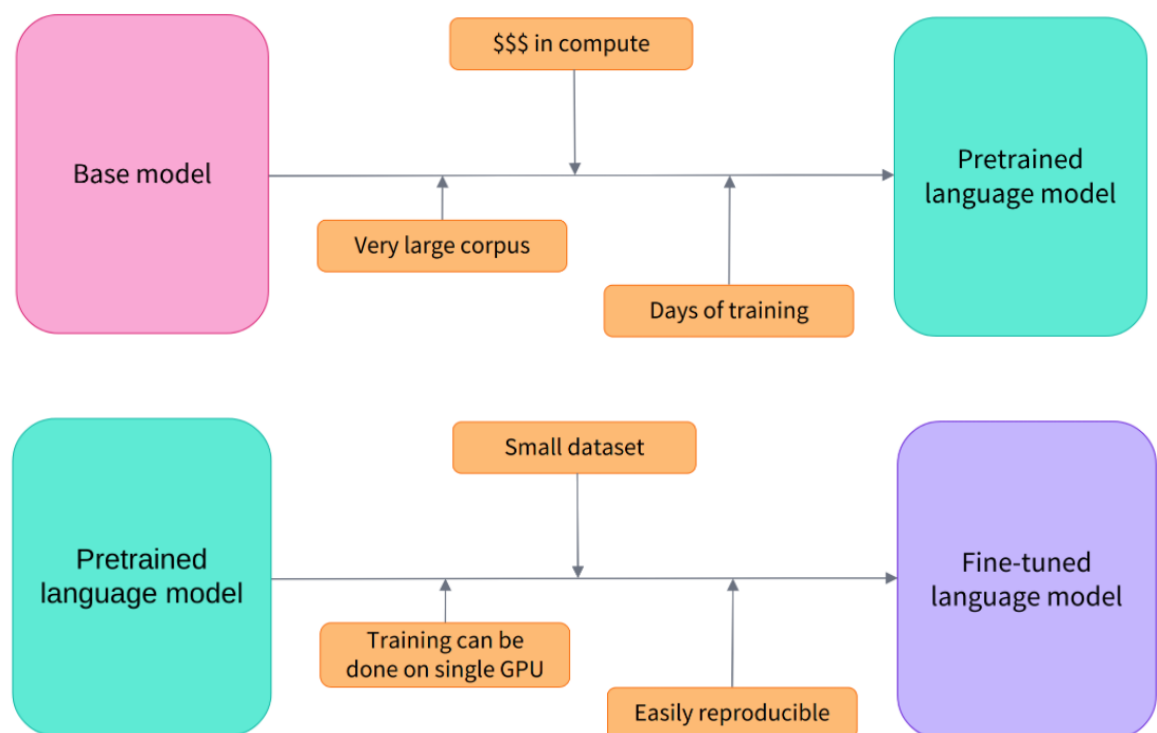 $$$ in compute
Base model
Pretrained
language model
Very large corpus
Days of training
Small dataset
Pretrained
language model
Fine-tuned
language model
Training can be
done on single GPU
Easily reproducible